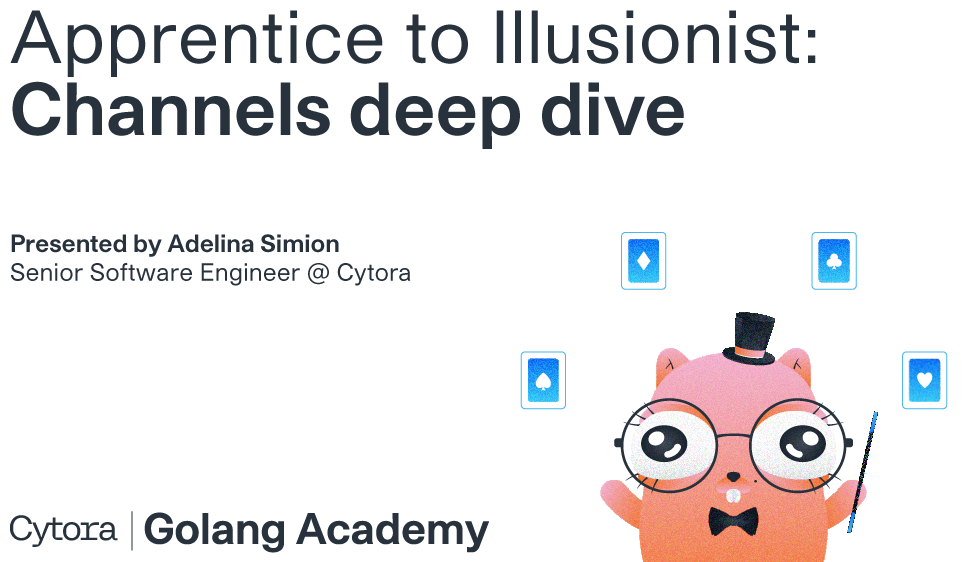 Apprentice to Illusionist:
Channels deep dive
Presented by Adelina Simion
Senior Software Engineer @ Cytora
Cytora | Golang Academy